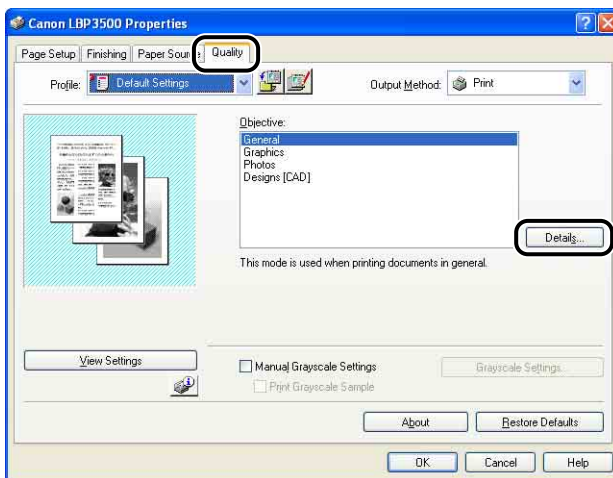 Canon LBP3500 Properties
Page Setup Finishing Paper Source Quality
Profile: Default Settings Output Method: Print
Objective:
General
Graphics
Photos
Designs [CAD]
Details...
This mode is used when printing documents in general.
View Settings
Manual Grayscale Settings Grayscale Settings...
Print Grayscale Sample
About Restore Defaults
OK Cancel Help